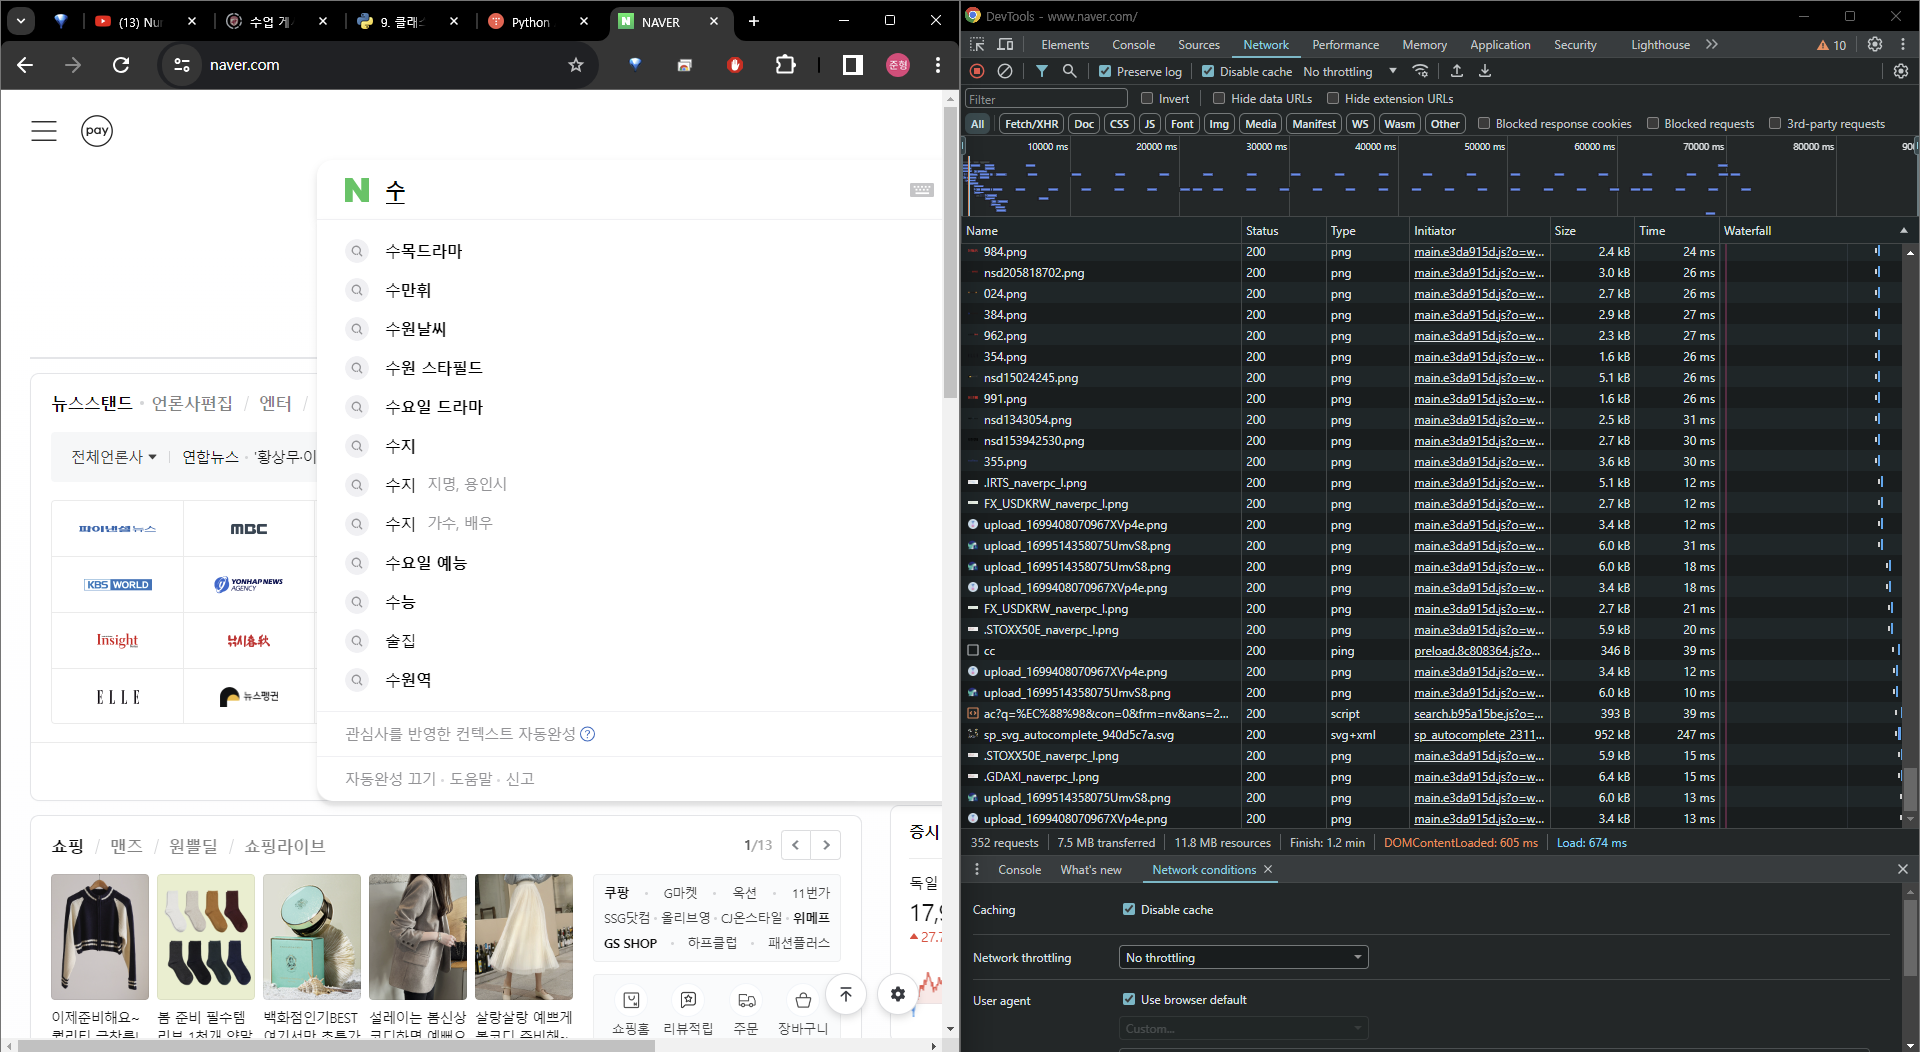 (13) Nu
수업 게
9. 클래
Python
NAVER
naver.com
준형
pay
N 수
수목드라마
수만휘
수원날씨
수원 스타필드
수요일 드라마
수지
수지 지명, 용인시
수지 가수, 배우
수요일 예능
수능
술집
수원역
관심사를 반영한 컨텍스트 자동완성 ?
자동완성 끄기 · 도움말 · 신고
뉴스스탠드 · 언론사편집 / 엔터 /
전체언론사 연합뉴스 · '황상무·이
파이낸셜뉴스 MBC
KBS WORLD YONHAP NEWS AGENCY
Insight
ELLE 뉴스펭귄
쇼핑 / 맨즈 / 원쁠딜 / 쇼핑라이브
1/13
이제준비해요~
봄 준비 필수템
백화점인기BEST
설레이는 봄신상
살랑살랑 예쁘게
쿠팡 · G마켓 · 옥션 · 11번가
SSG닷컴 · 올리브영 · CJ온스타일 · 위메프
GS SHOP · 하프클럽 · 패션플러스
쇼핑홈 리뷰적립 주문 장바구니
증시
독일
17,9
27.7
DevTools - www.naver.com/
Elements Console Sources Network Performance Memory Application Security Lighthouse 10
Preserve log Disable cache No throttling
Filter Invert Hide data URLs Hide extension URLs
All Fetch/XHR Doc CSS JS Font Img Media Manifest WS Wasm Other Blocked response cookies Blocked requests 3rd-party requests
10000 ms 20000 ms 30000 ms 40000 ms 50000 ms 60000 ms 70000 ms 80000 ms 900
Name Status Type Initiator Size Time Waterfall
984.png 200 png main.e3da915d.js?o=w... 2.4 kB 24 ms
nsd205818702.png 200 png main.e3da915d.js?o=w... 3.0 kB 26 ms
024.png 200 png main.e3da915d.js?o=w... 2.7 kB 26 ms
384.png 200 png main.e3da915d.js?o=w... 2.9 kB 27 ms
962.png 200 png main.e3da915d.js?o=w... 2.3 kB 27 ms
354.png 200 png main.e3da915d.js?o=w... 1.6 kB 26 ms
nsd15024245.png 200 png main.e3da915d.js?o=w... 5.1 kB 26 ms
991.png 200 png main.e3da915d.js?o=w... 1.6 kB 26 ms
nsd1343054.png 200 png main.e3da915d.js?o=w... 2.5 kB 31 ms
nsd153942530.png 200 png main.e3da915d.js?o=w... 2.7 kB 30 ms
355.png 200 png main.e3da915d.js?o=w... 3.6 kB 30 ms
.IRTS_naverpc_l.png 200 png main.e3da915d.js?o=w... 5.1 kB 12 ms
FX_USDKRW_naverpc_l.png 200 png main.e3da915d.js?o=w... 2.7 kB 12 ms
upload_1699408070967XVp4e.png 200 png main.e3da915d.js?o=w... 3.4 kB 12 ms
upload_1699514358075UmvS8.png 200 png main.e3da915d.js?o=w... 6.0 kB 31 ms
upload_1699514358075UmvS8.png 200 png main.e3da915d.js?o=w... 6.0 kB 18 ms
upload_1699408070967XVp4e.png 200 png main.e3da915d.js?o=w... 3.4 kB 18 ms
FX_USDKRW_naverpc_l.png 200 png main.e3da915d.js?o=w... 2.7 kB 21 ms
.STOXX50E_naverpc_l.png 200 png main.e3da915d.js?o=w... 5.9 kB 20 ms
cc 200 ping preload.8c808364.js?o... 346 B 39 ms
upload_1699408070967XVp4e.png 200 png main.e3da915d.js?o=w... 3.4 kB 12 ms
upload_1699514358075UmvS8.png 200 png main.e3da915d.js?o=w... 6.0 kB 10 ms
ac?q=%EC%88%98&con=0&frm=nv&ans=2... 200 script search.b95a15be.js?o=... 393 B 39 ms
sp_svg_autocomplete_940d5c7a.svg 200 svg+xml sp_autocomplete_2311... 952 kB 247 ms
.STOXX50E_naverpc_l.png 200 png main.e3da915d.js?o=w... 5.9 kB 15 ms
.GDAXI_naverpc_l.png 200 png main.e3da915d.js?o=w... 6.4 kB 15 ms
upload_1699514358075UmvS8.png 200 png main.e3da915d.js?o=w... 6.0 kB 13 ms
upload_1699408070967XVp4e.png 200 png main.e3da915d.js?o=w... 3.4 kB 13 ms
352 requests 7.5 MB transferred 11.8 MB resources Finish: 1.2 min DOMContentLoaded: 605 ms Load: 674 ms
Console What's new Network conditions
Caching Disable cache
Network throttling No throttling
User agent Use browser default
Custom...